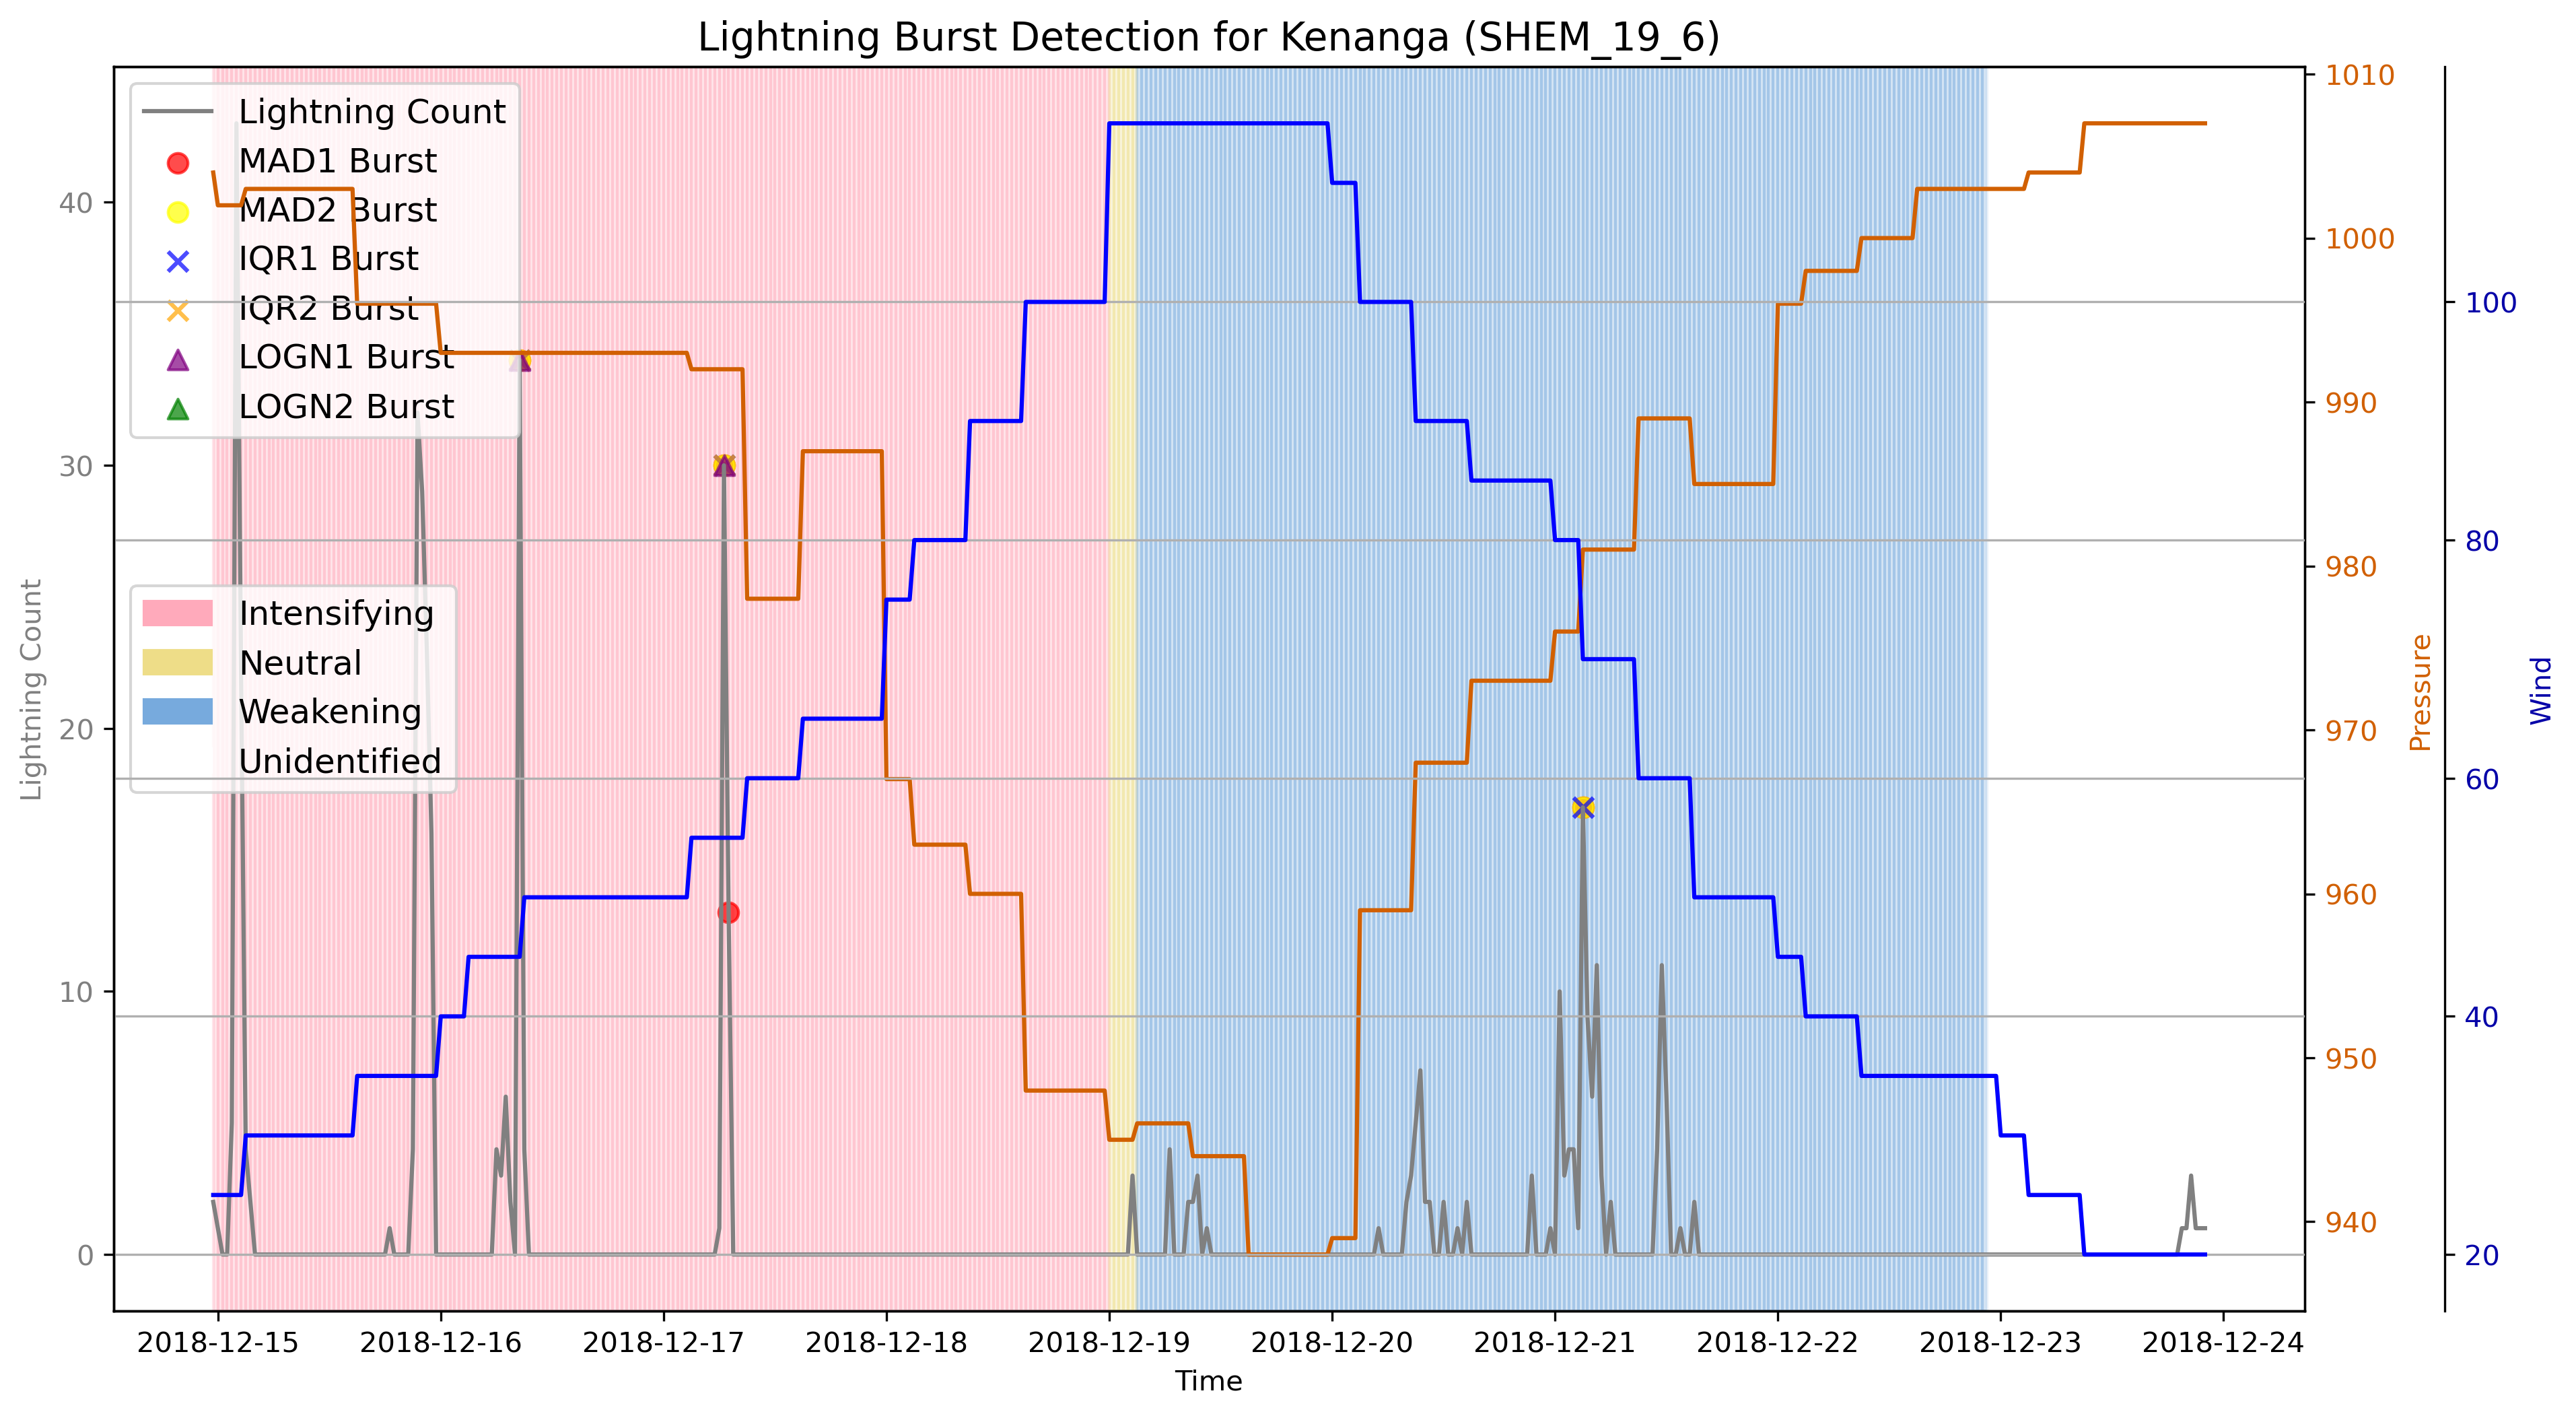 Lightning Burst Detection for Kenanga (SHEM_19_6)
Lightning Count
MAD1 Burst
MAD2 Burst
IQR1 Burst
IQR2 Burst
LOGN1 Burst
LOGN2 Burst
Intensifying
Neutral
Weakening
Unidentified
Lightning Count
40
30
20
10
0
1010
1000
990
980
970
960
950
940
Pressure
100
80
60
40
20
Wind
2018-12-15 2018-12-16 2018-12-17 2018-12-18 2018-12-19 2018-12-20 2018-12-21 2018-12-22 2018-12-23 2018-12-24
Time